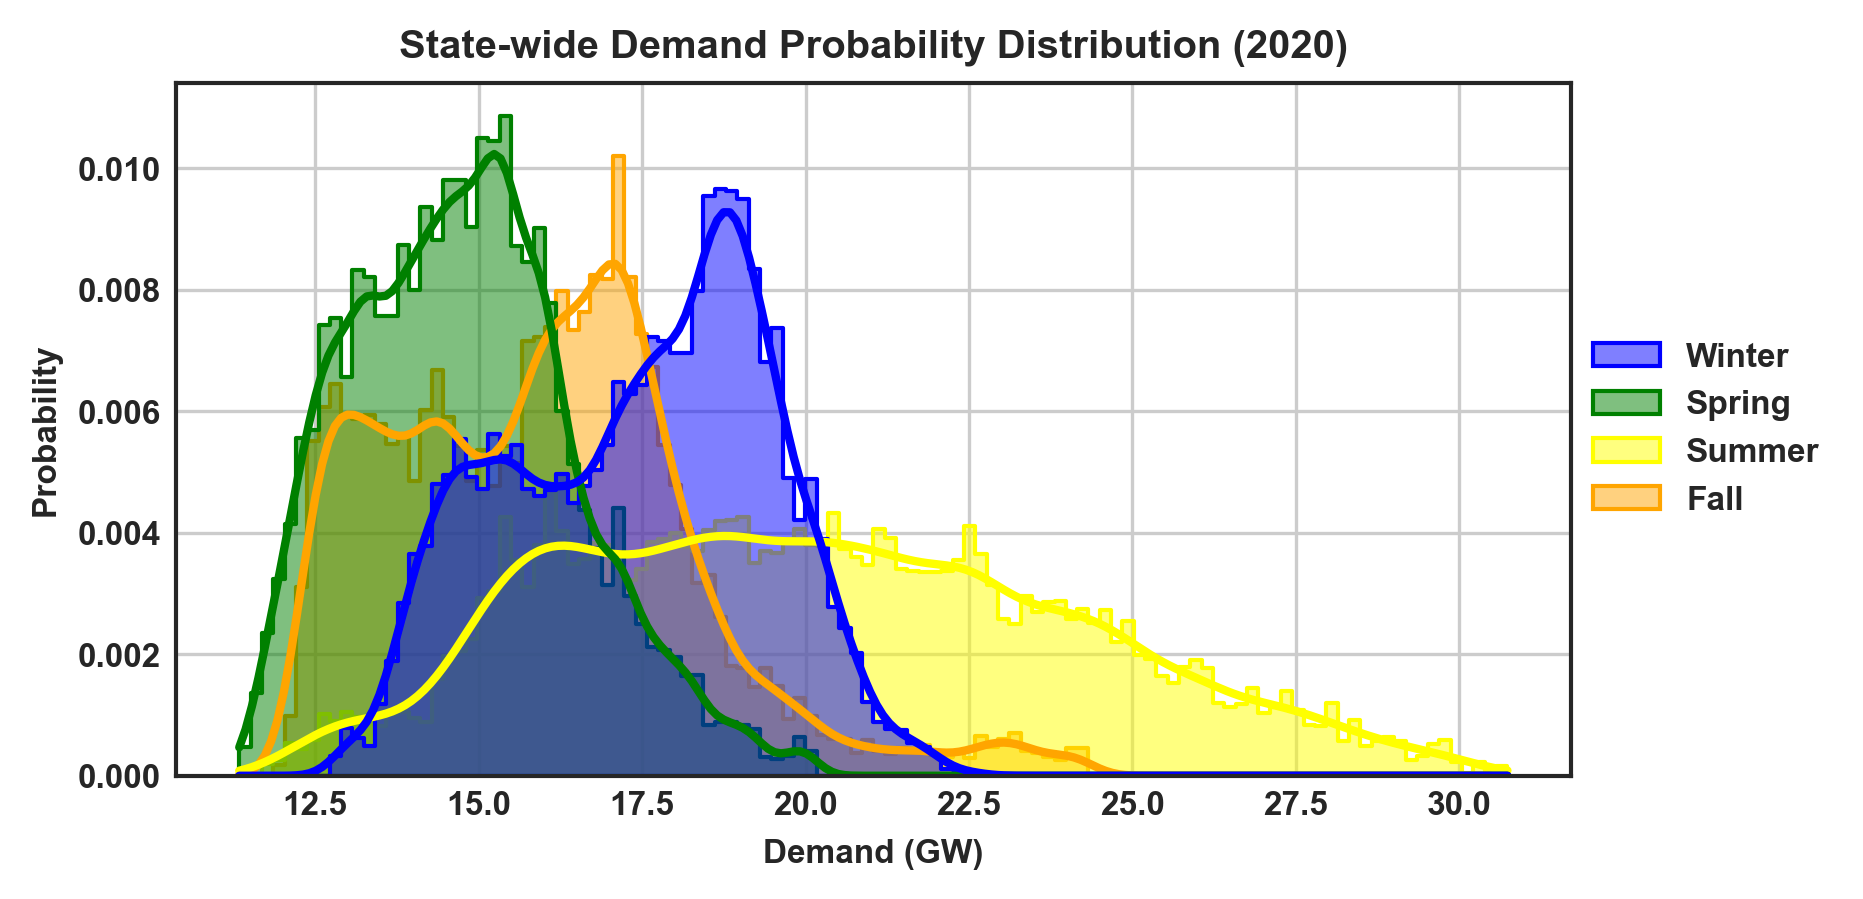 State-wide Demand Probability Distribution (2020)
Probability
0.010
0.008
0.006
0.004
0.002
0.000
12.5 15.0 17.5 20.0 22.5 25.0 27.5 30.0
Demand (GW)
Winter
Spring
Summer
Fall